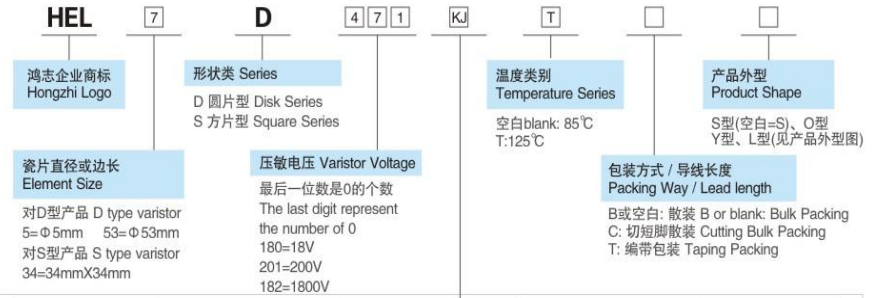 HEL 7 D 471 KJ T
鸿志企业商标
Hongzhi Logo
形状类 Series
D 圆片型 Disk Series
S 方片型 Square Series
温度类别
Temperature Series
空白blank: 85℃
T:125℃
产品外型
Product Shape
S型(空白=S)、O型
Y型、L型(见产品外型图)
瓷片直径或边长
Element Size
对D型产品 D type varistor
5=Φ5mm 53=Φ53mm
对S型产品 S type varistor
34=34mmX34mm
压敏电压 Varistor Voltage
最后一位数是0的个数
The last digit represent
the number of 0
180=18V
201=200V
182=1800V
包装方式 / 导线长度
Packing Way / Lead length
B或空白: 散装 B or blank: Bulk Packing
C: 切短脚散装 Cutting Bulk Packing
T: 编带包装 Taping Packing